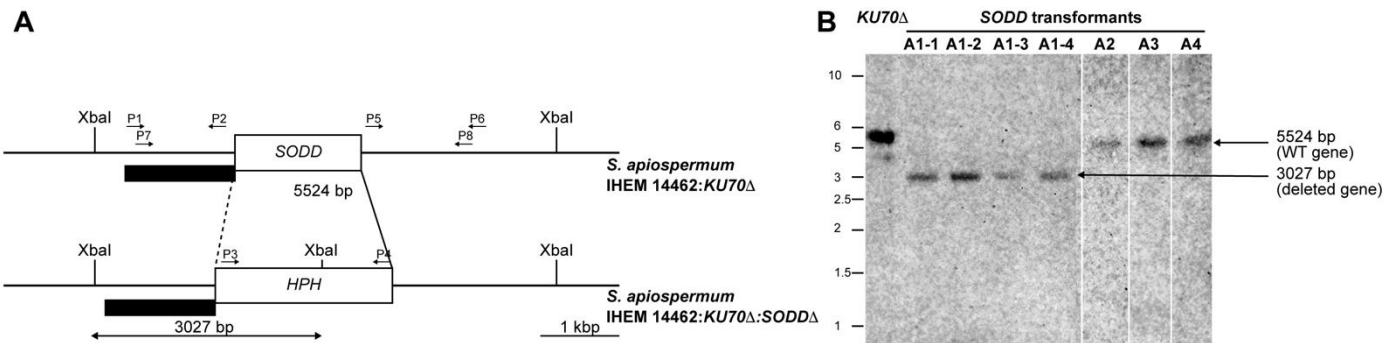 A
XbaI
P1
P2
P5
P6
XbaI
P7
P8
SODD
S. apiospermum
IHEM 14462:KU70Δ
5524 bp
XbaI
P3
XbaI
P4
XbaI
HPH
S. apiospermum
IHEM 14462:KU70Δ:SODDΔ
3027 bp
1 kbp
B
KU70Δ SODD transformants
A1-1 A1-2 A1-3 A1-4 A2 A3 A4
10
6
5
3
2.5
2
1.5
1
5524 bp
(WT gene)
3027 bp
(deleted gene)